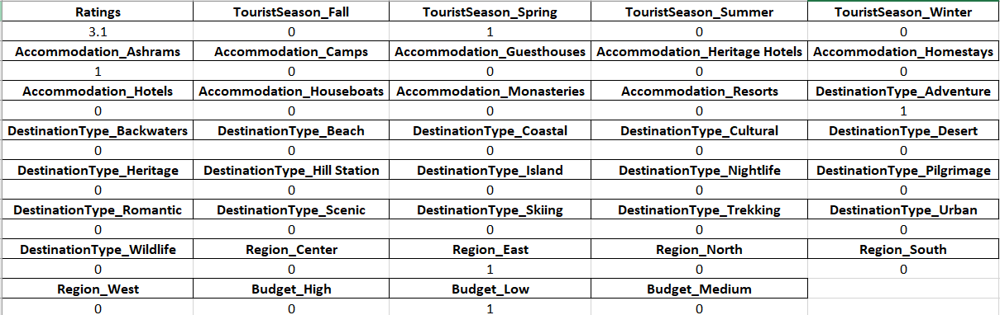 Ratings TouristSeason_Fall TouristSeason_Spring TouristSeason_Summer TouristSeason_Winter
3.1 0 1 0 0
Accommodation_Ashrams Accommodation_Camps Accommodation_Guesthouses Accommodation_Heritage Hotels Accommodation_Homestays
1 0 0 0 0
Accommodation_Hotels Accommodation_Houseboats Accommodation_Monasteries Accommodation_Resorts DestinationType_Adventure
0 0 0 0 1
DestinationType_Backwaters DestinationType_Beach DestinationType_Coastal DestinationType_Cultural DestinationType_Desert
0 0 0 0 0
DestinationType_Heritage DestinationType_Hill Station DestinationType_Island DestinationType_Nightlife DestinationType_Pilgrimage
0 0 0 0 0
DestinationType_Romantic DestinationType_Scenic DestinationType_Skiing DestinationType_Trekking DestinationType_Urban
0 0 0 0 0
DestinationType_Wildlife Region_Center Region_East Region_North Region_South
0 0 1 0 0
Region_West Budget_High Budget_Low Budget_Medium
0 0 1 0